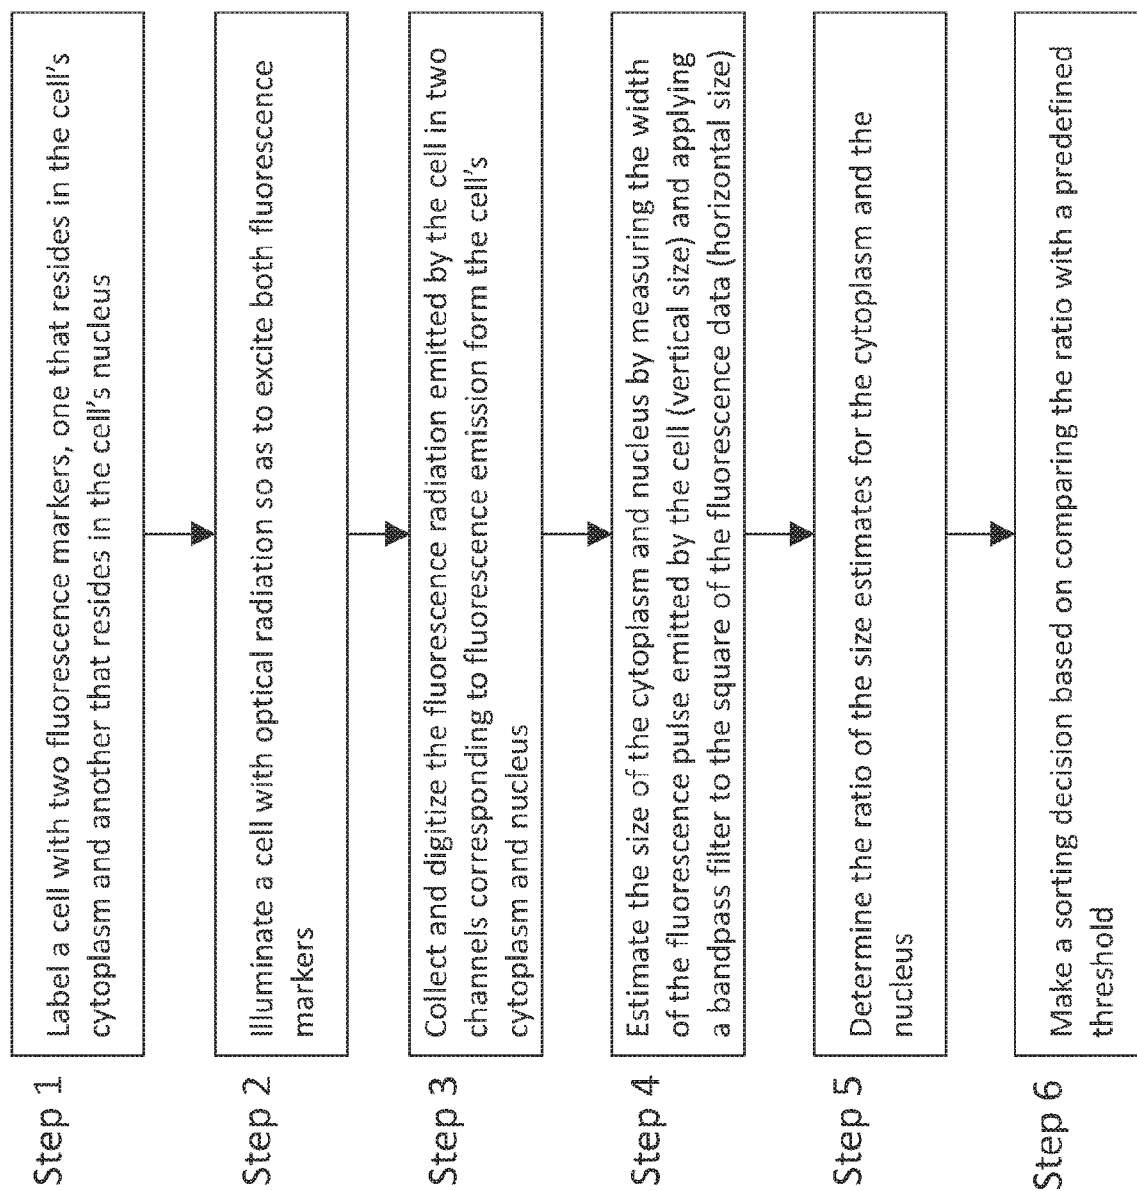 Step 1
Label a cell with two fluorescence markers, one that resides in the cell's
cytoplasm and another that resides in the cell's nucleus
Step 2
Illuminate a cell with optical radiation so as to excite both fluorescence
markers
Step 3
Collect and digitize the fluorescence radiation emitted by the cell in two
channels corresponding to fluorescence emission form the cell's
cytoplasm and nucleus
Step 4
Estimate the size of the cytoplasm and nucleus by measuring the width
of the fluorescence pulse emitted by the cell (vertical size) and applying
a bandpass filter to the square of the fluorescence data (horizontal size)
Step 5
Determine the ratio of the size estimates for the cytoplasm and the
nucleus
Step 6
Make a sorting decision based on comparing the ratio with a predefined
threshold